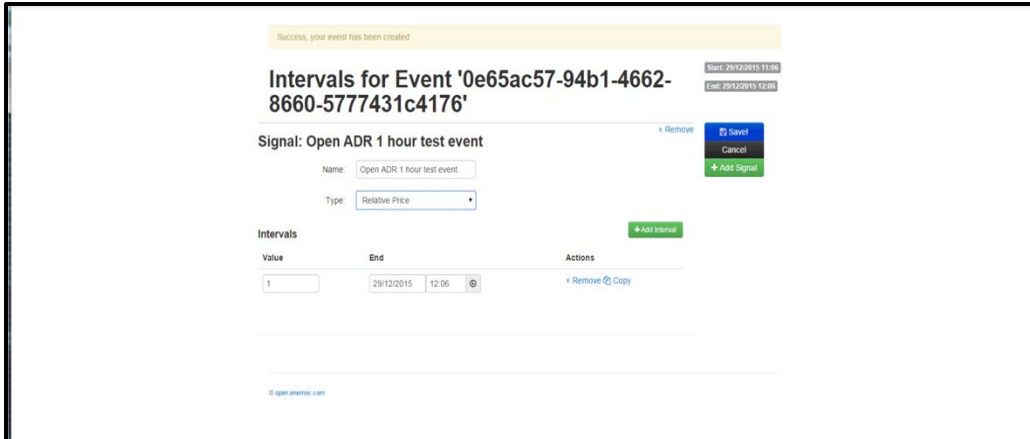 Success, your event has been created
Intervals for Event '0e65ac57-94b1-4662-
8660-5777431c4176'
Start: 29/12/2015 11:06
End: 29/12/2015 12:06
× Remove
Save!
Cancel
+ Add Signal
Signal: Open ADR 1 hour test event
Name: Open ADR 1 hour test event
Type: Relative Price
Intervals
+ Add Interval
Value End Actions
1 29/12/2015 12:06 × Remove Copy
© open.enernoc.com